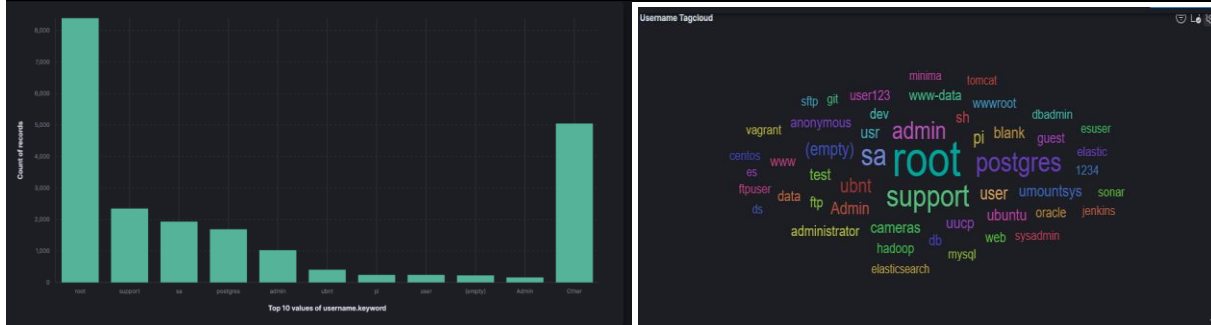 8,000
7,000
6,000
5,000
4,000
3,000
2,000
1,000
0
Count of records
root support sa postgres admin ubnt pi user (empty) Admin Other
Top 10 values of username.keyword
Username Tagcloud
minima tomcat
sftp git user123 www-data wwwroot
vagrant anonymous dev sh dbadmin
usr admin pi blank guest esuser
centos www (empty) sa root postgres elastic
es test 1234
ftpuser data ftp ubnt support user umountsys sonar
ds Admin ubuntu oracle jenkins
administrator cameras uucp web sysadmin
hadoop db mysql
elasticsearch